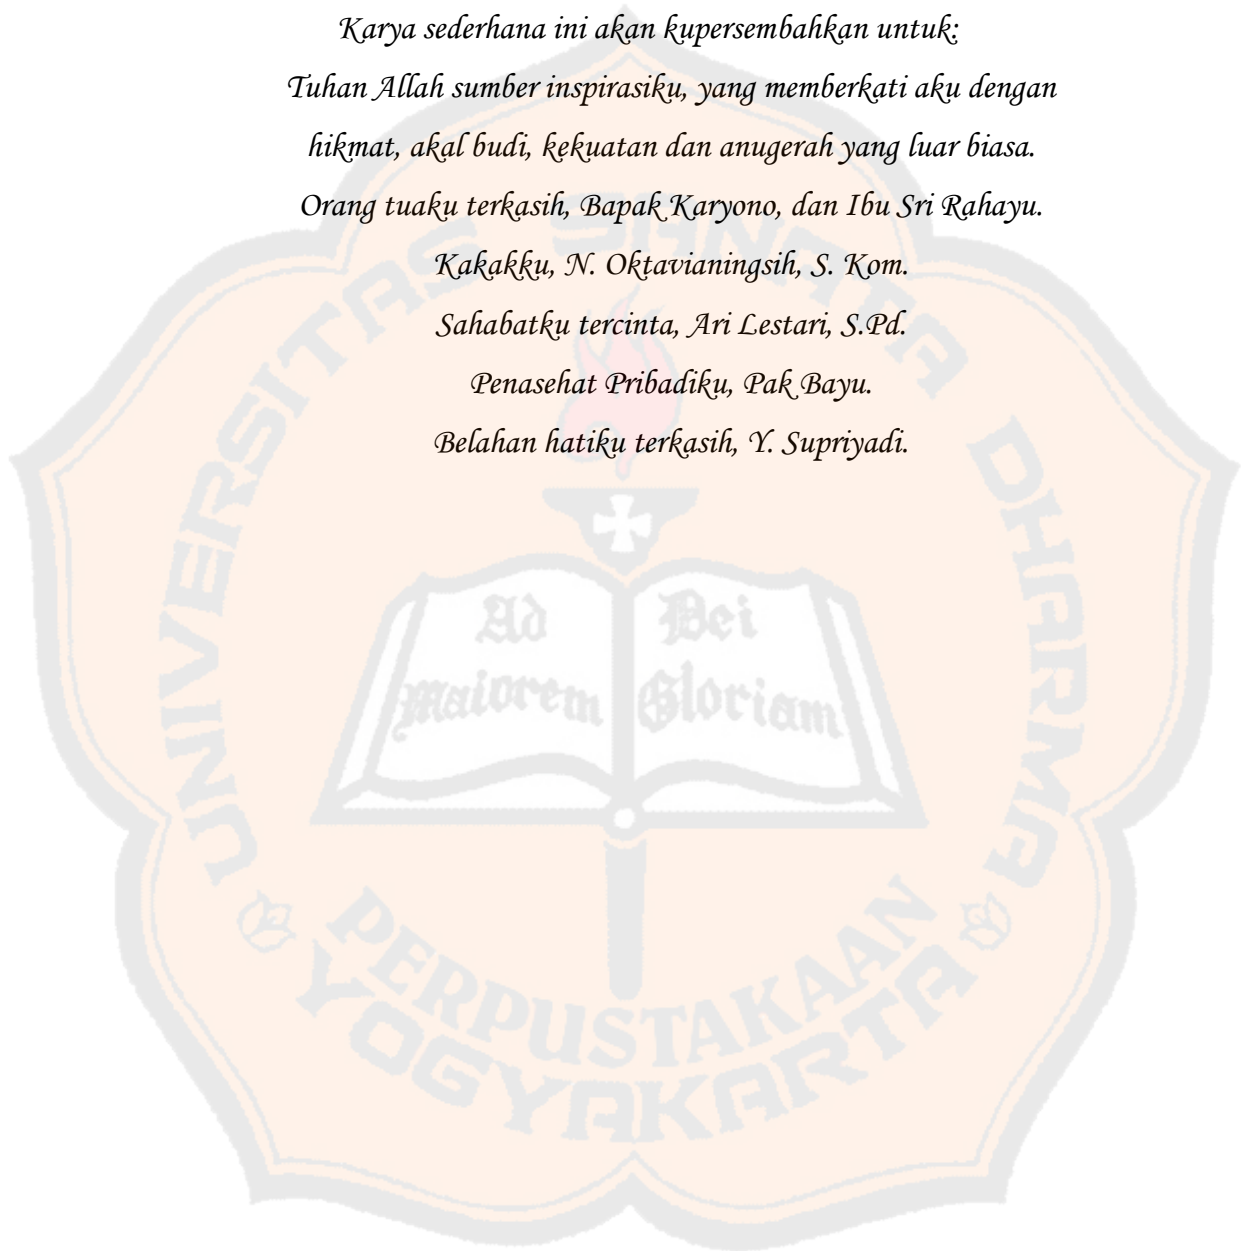 Karya sederhana ini akan kupersembahkan untuk:
Tuhan Allah sumber inspirasiku, yang memberkati aku dengan
hikmat, akal budi, kekuatan dan anugerah yang luar biasa.
Orang tuaku terkasih, Bapak Karyono, dan Ibu Sri Rahayu.
Kakakku, N. Oktavianingsih, S. Kom.
Sahabatku tercinta, Ari Lestari, S.Pd.
Penasehat Pribadiku, Pak Bayu.
Belahan hatiku terkasih, Y. Supriyadi.
UNIVERSITAS SANATA DHARMA
Ad
Maiorem
Dei
Gloriam
PERPUSTAKAAN
YOGYAKARTA